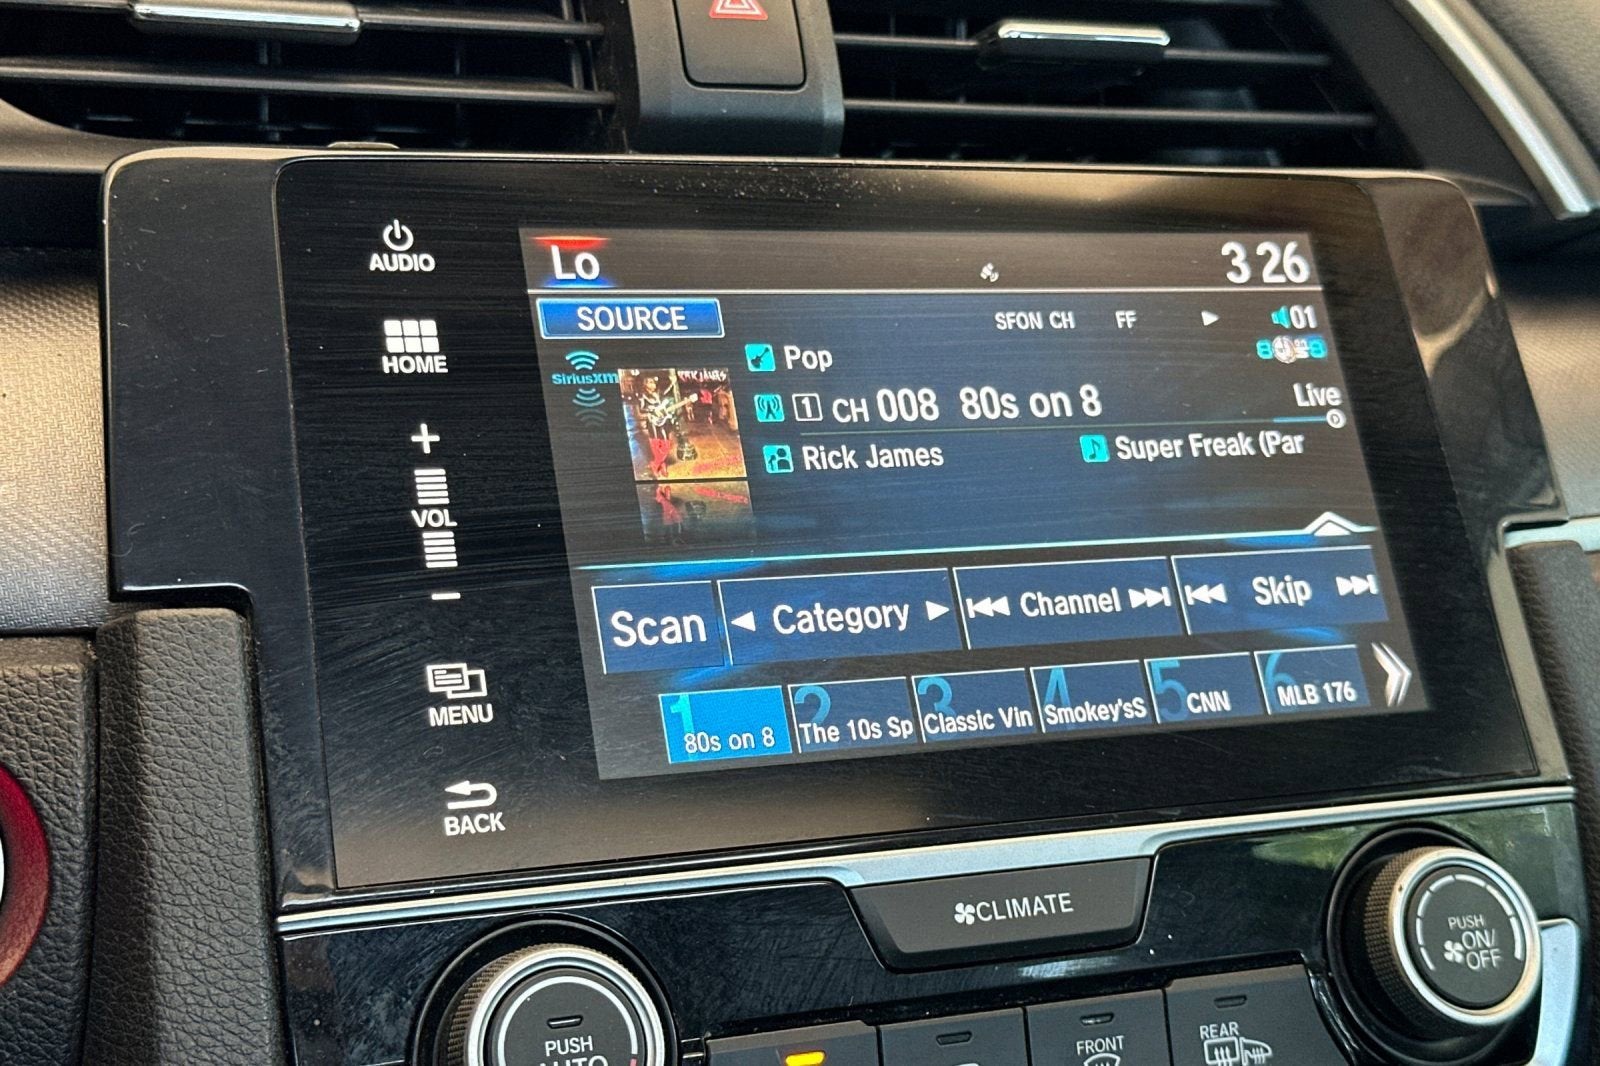 AUDIO
Lo
3 26
SOURCE
SFON CH FF 01
HOME
SiriusXM
Pop
1 CH 008 80s on 8
Live
Rick James
Super Freak (Par
+
VOL
−
Scan
Category
Channel
Skip
MENU
1 80s on 8
2 The 10s Sp
3 Classic Vin
4 Smokey'sS
5 CNN
6 MLB 176
BACK
CLIMATE
PUSH
ON/
OFF
PUSH
AUTO
FRONT
REAR